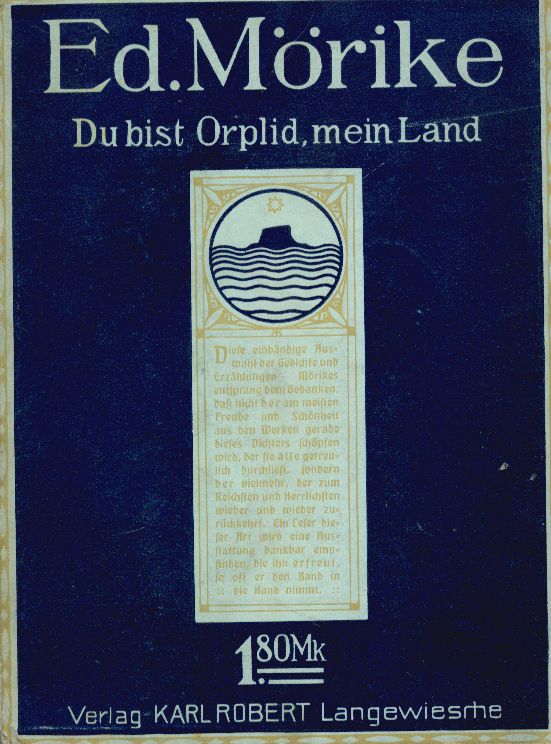 Ed. Mörike
Du bist Orplid, mein Land
Diese einbändige Aus-
wahl der Gedichte und
Erzählungen Mörikes
entsprang dem Gedanken,
daß nicht der am meisten
Freude und Schönheit
aus den Werken gerade
dieses Dichters schöpfen
wird, der sie alle getreu-
lich durchliest, sondern
der vielmehr, der zum
Reichsten und Herrlichsten
wieder und wieder zu-
rückkehrt. Ein Leser die-
ser Art wird eine Aus-
stattung dankbar emp-
finden, die ihn erfreut,
so oft er den Band in
:: die Hand nimmt. ::
1.80 Mk
Verlag KARL ROBERT Langewiesche